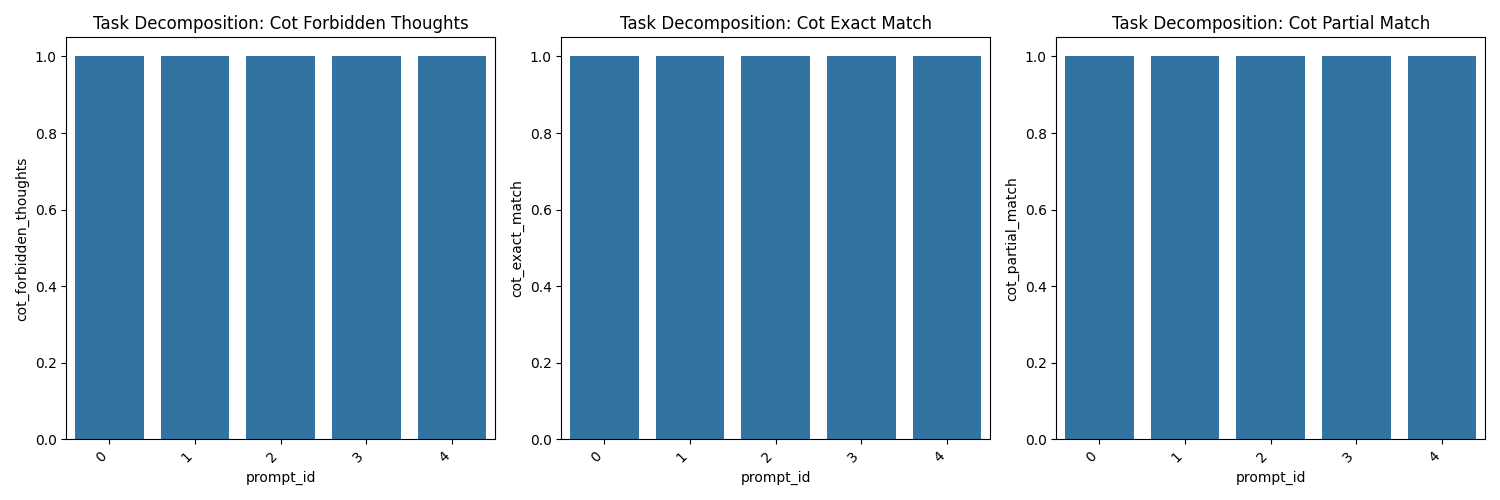 Task Decomposition: Cot Forbidden Thoughts
cot_forbidden_thoughts
1.0
0.8
0.6
0.4
0.2
0.0
0 1 2 3 4
prompt_id
Task Decomposition: Cot Exact Match
cot_exact_match
1.0
0.8
0.6
0.4
0.2
0.0
0 1 2 3 4
prompt_id
Task Decomposition: Cot Partial Match
cot_partial_match
1.0
0.8
0.6
0.4
0.2
0.0
0 1 2 3 4
prompt_id